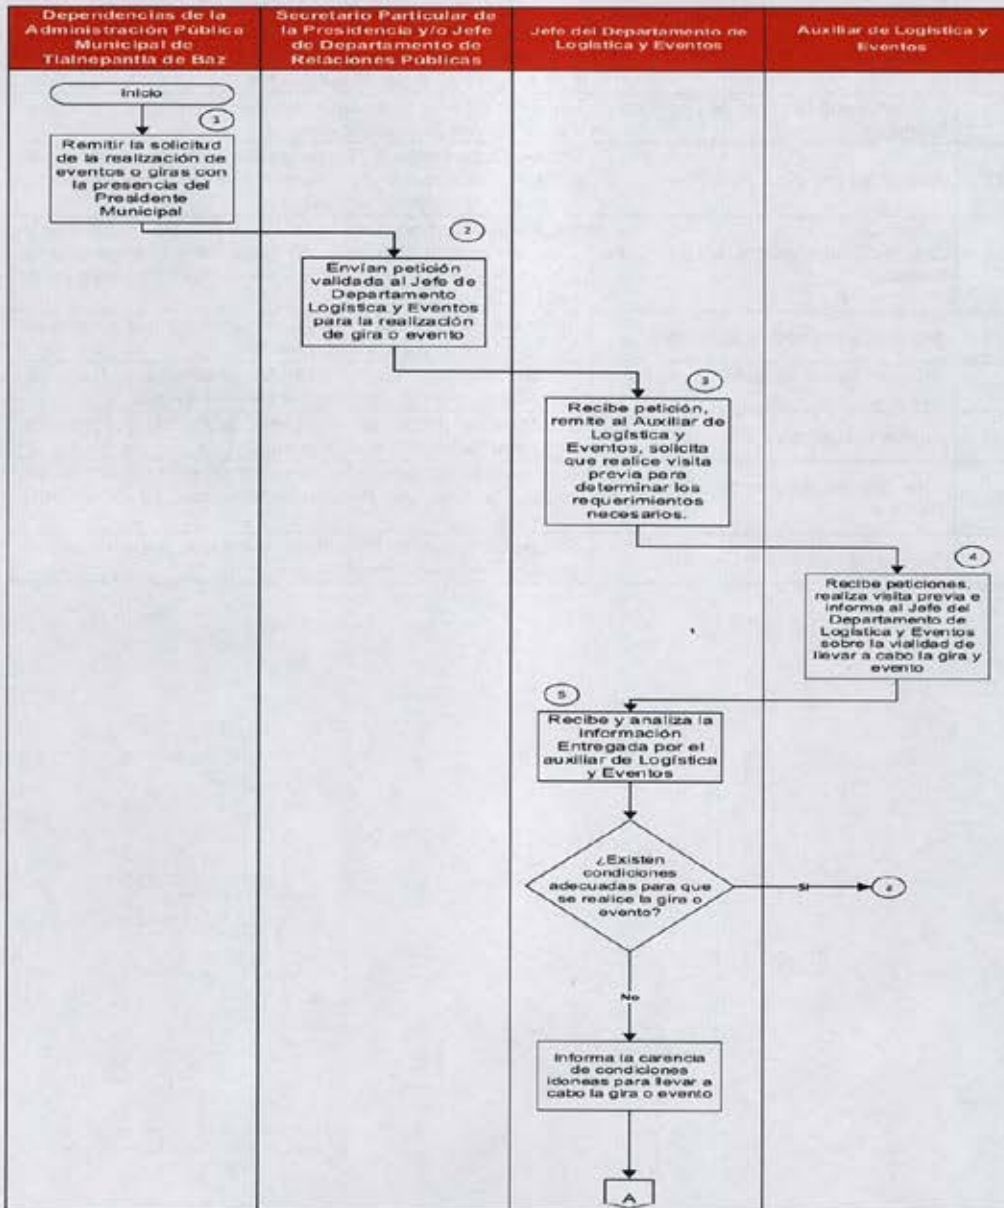 Dependencias de la
Administración Pública
Municipal de
Tlalnepantla de Baz
Secretario Particular de
la Presidencia y/o Jefe
de Departamento de
Relaciones Públicas
Jefe del Departamento de
Logística y Eventos
Auxiliar de Logística y
Eventos
Inicio
1
Remitir la solicitud
de la realización de
eventos o giras con
la presencia del
Presidente
Municipal
2
Envían petición
validada al Jefe de
Departamento
Logística y Eventos
para la realización
de gira o evento
3
Recibe petición,
remite al Auxiliar de
Logística y
Eventos, solicita
que realice visita
previa para
determinar los
requerimientos
necesarios.
4
Recibe peticiones,
realiza visita previa e
informa al Jefe del
Departamento de
Logística y Eventos
sobre la vialidad de
llevar a cabo la gira y
evento
5
Recibe y analiza la
Información
Entregada por el
auxiliar de Logística
y Eventos
¿Existen
condiciones
adecuadas para que
se realice la gira o
evento?
SI
No
Informa la carencia
de condiciones
idoneas para llevar a
cabo la gira o evento
A